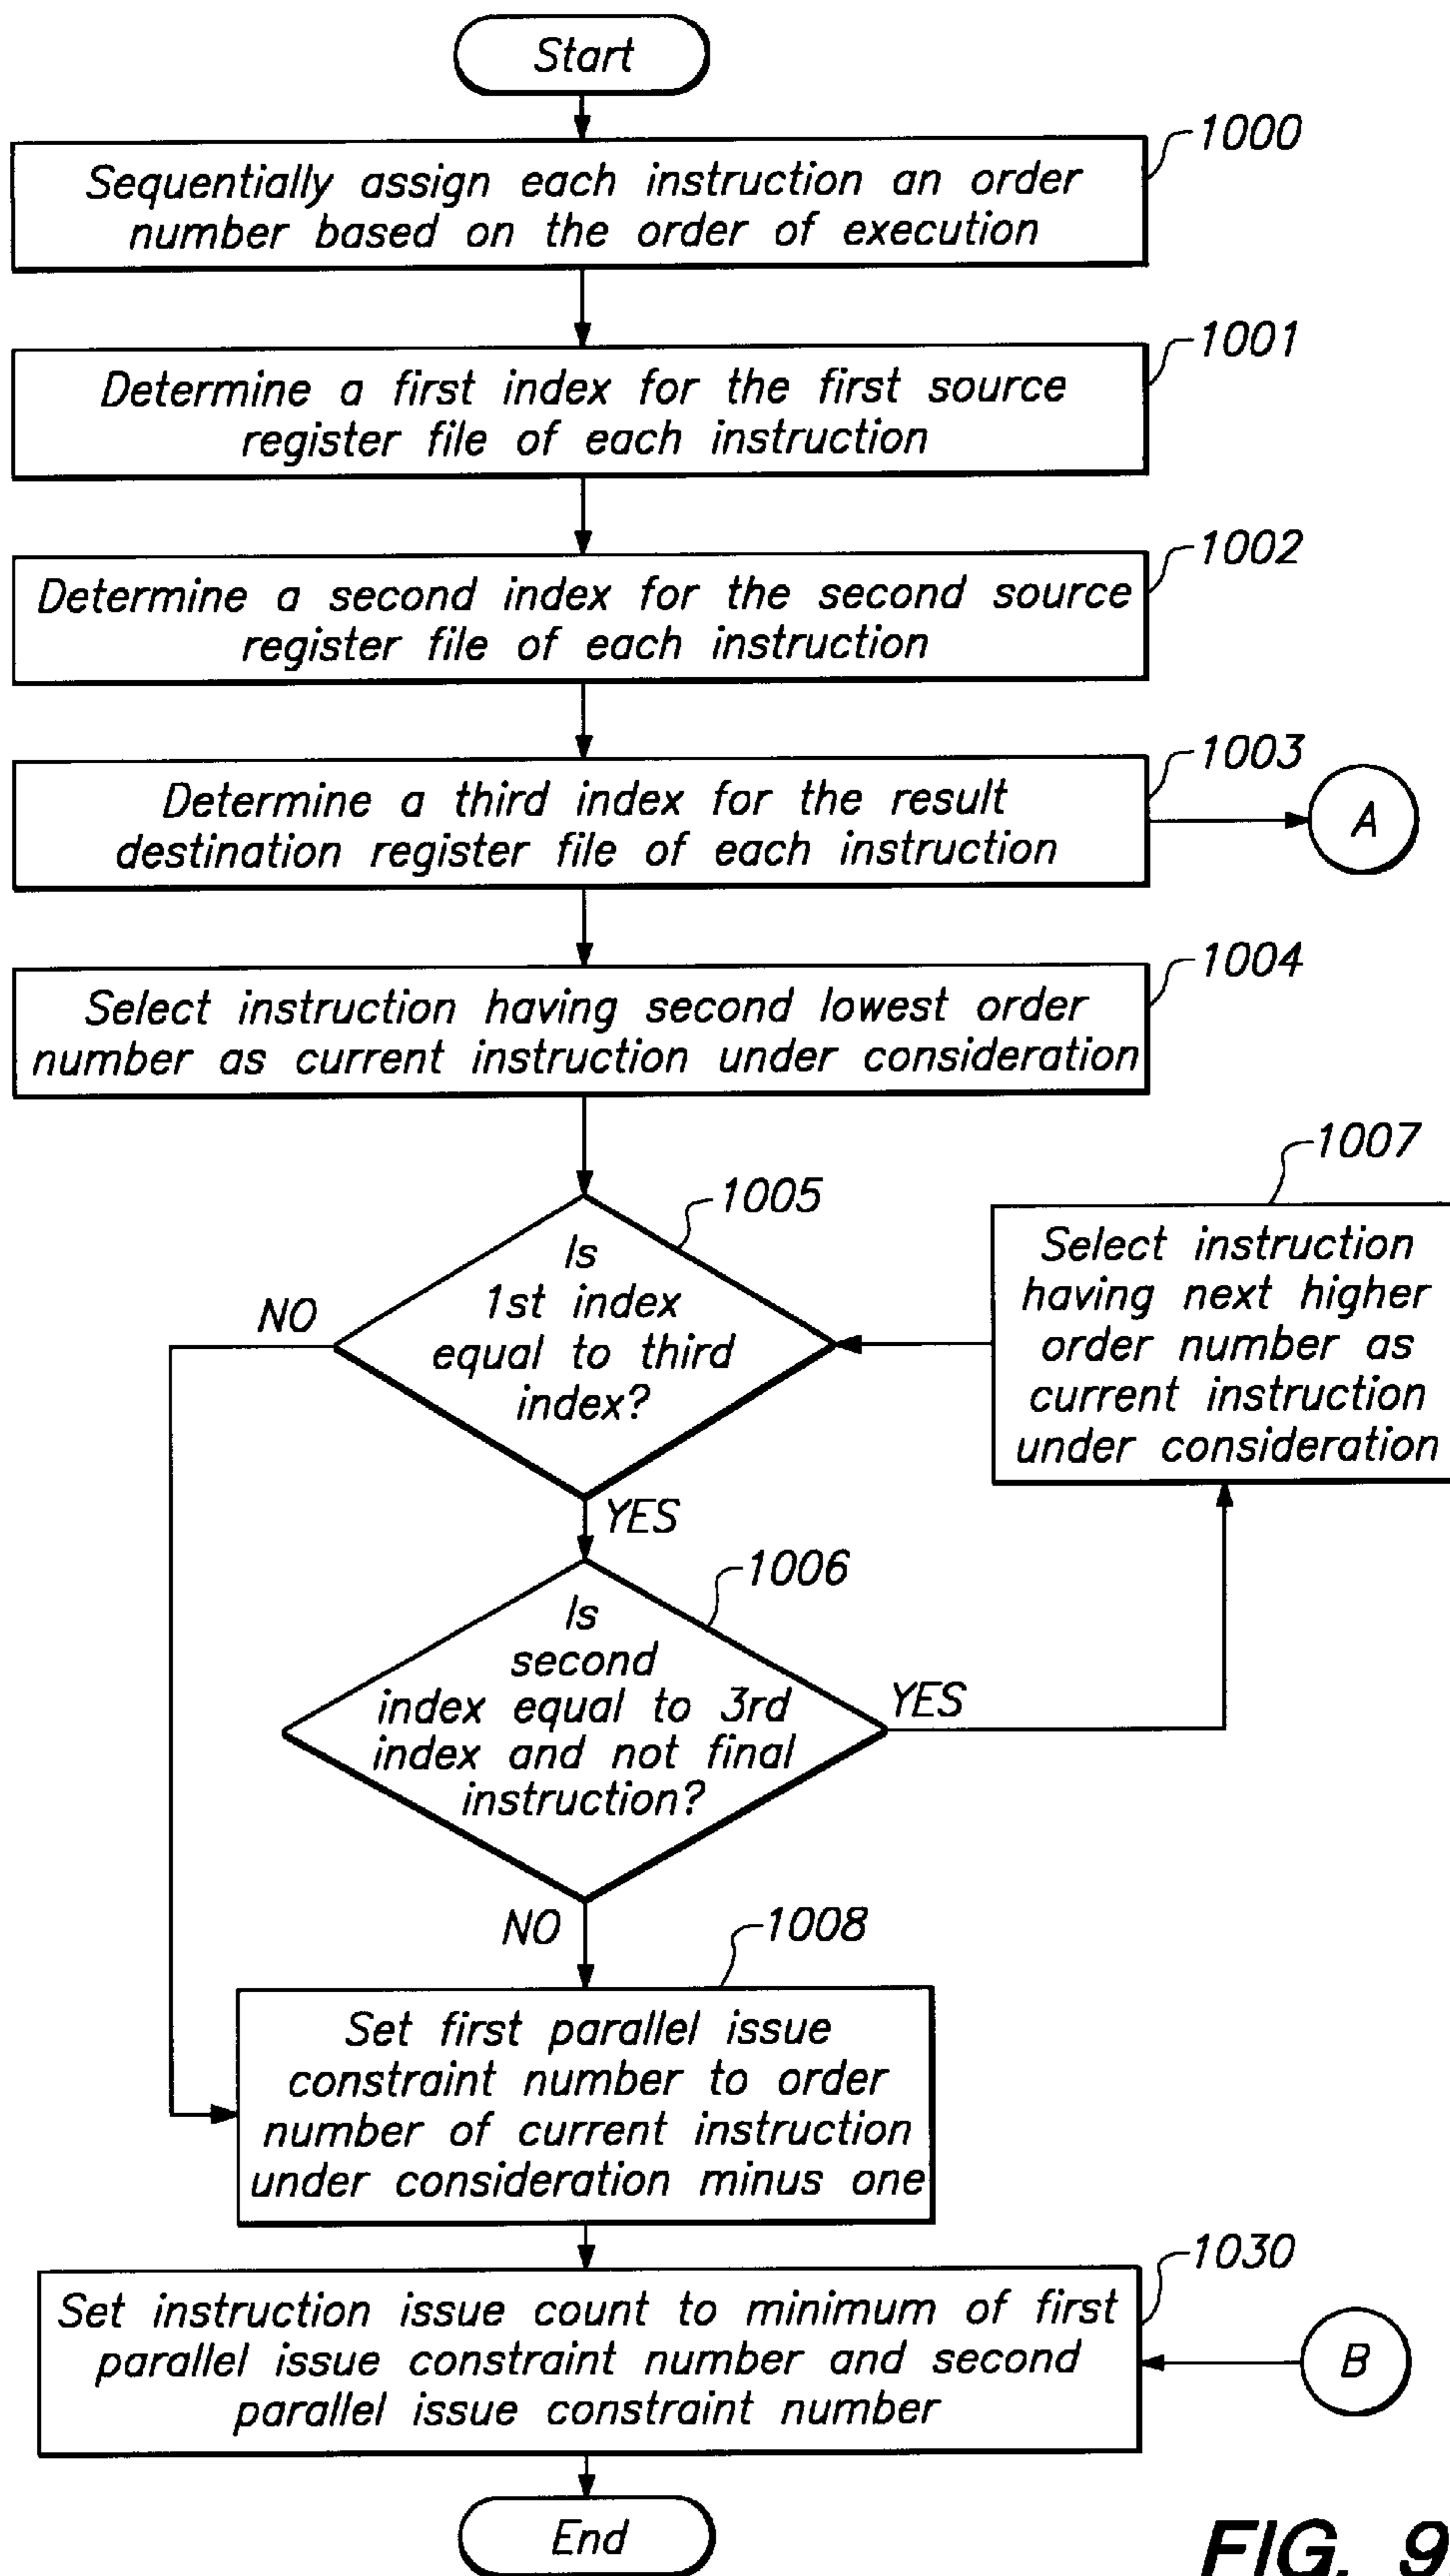 Start
1000
Sequentially assign each instruction an order
number based on the order of execution
1001
Determine a first index for the first source
register file of each instruction
1002
Determine a second index for the second source
register file of each instruction
1003
Determine a third index for the result
destination register file of each instruction
A
1004
Select instruction having second lowest order
number as current instruction under consideration
1007
Select instruction
having next higher
order number as
current instruction
under consideration
1005
Is
1st index
equal to third
index?
NO
YES
1006
Is
second
index equal to 3rd
index and not final
instruction?
YES
NO
1008
Set first parallel issue
constraint number to order
number of current instruction
under consideration minus one
1030
Set instruction issue count to minimum of first
parallel issue constraint number and second
parallel issue constraint number
B
End
FIG. 9